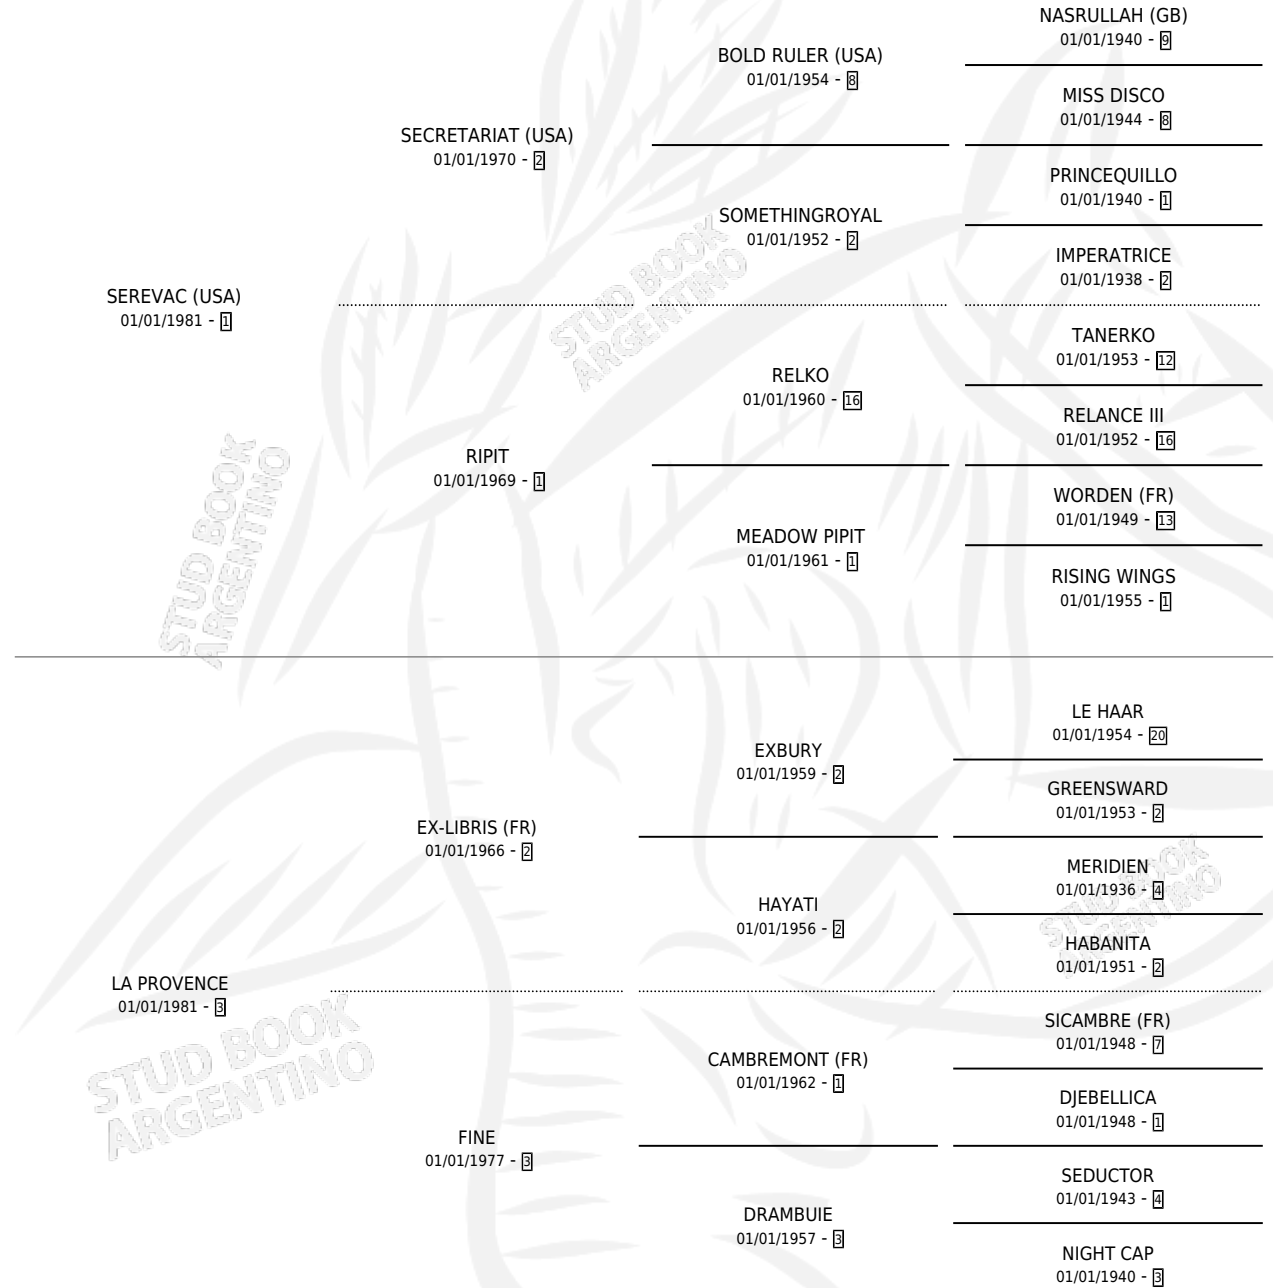 NASRULLAH (GB)
01/01/1940 - 9
BOLD RULER (USA)
01/01/1954 - 8
MISS DISCO
01/01/1944 - 8
SECRETARIAT (USA)
01/01/1970 - 2
PRINCEQUILLO
01/01/1940 - 1
SOMETHINGROYAL
01/01/1952 - 2
IMPERATRICE
01/01/1938 - 2
SEREVAC (USA)
01/01/1981 - 1
TANERKO
01/01/1953 - 12
RELKO
01/01/1960 - 16
RELANCE III
01/01/1952 - 16
RIPIT
01/01/1969 - 1
WORDEN (FR)
01/01/1949 - 13
MEADOW PIPIT
01/01/1961 - 1
RISING WINGS
01/01/1955 - 1
LE HAAR
01/01/1954 - 20
EXBURY
01/01/1959 - 2
GREENSWARD
01/01/1953 - 2
EX-LIBRIS (FR)
01/01/1966 - 2
MERIDIEN
01/01/1936 - 4
HAYATI
01/01/1956 - 2
HABANITA
01/01/1951 - 2
LA PROVENCE
01/01/1981 - 3
SICAMBRE (FR)
01/01/1948 - 7
CAMBREMONT (FR)
01/01/1962 - 1
DJEBELLICA
01/01/1948 - 1
FINE
01/01/1977 - 3
SEDUCTOR
01/01/1943 - 4
DRAMBUIE
01/01/1957 - 3
NIGHT CAP
01/01/1940 - 3
STUD BOOK
ARGENTINO
STUD BOOK
ARGENTINO
STUD BOOK
ARGENTINO
STUD BOOK
ARGENTINO